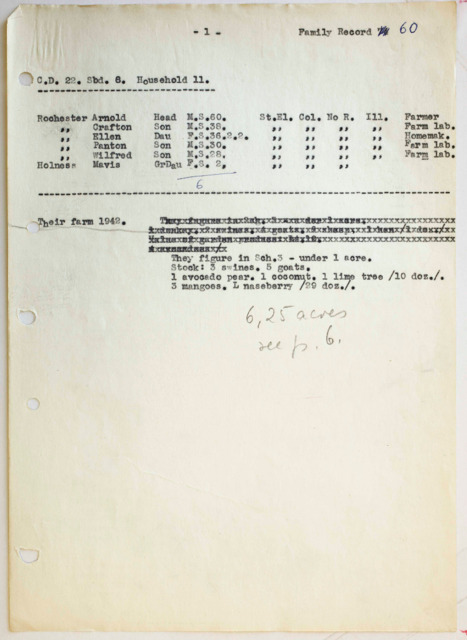 - 1 - Family Record 60
C.D. 22. Sbd. 8. Household 11.
Rochester Arnold Head M.S.60. St.El. Col. No R. Ill. Farmer
,, Crafton Son M.S.38. ,, ,, ,, ,, Farm lab.
,, Ellen Dau F.S.36.2.2. ,, ,, ,, ,, Homemak.
,, Panton Son M.S.30. ,, ,, ,, ,, Farm lab.
,, Wilfred Son M.S.28. ,, ,, ,, ,, Farm lab.
Holness Mavis GrDau F.S. 2. ,, ,, ,,
6
Their farm 1942.
They figure in Sch.3 - under 1 acre.
Stock: 3 swines. 5 goats.
1 avocado pear. 1 coconut. 1 lime tree /10 doz./.
3 mangoes. L naseberry /29 doz./.
6,25 acres
see p. 6.